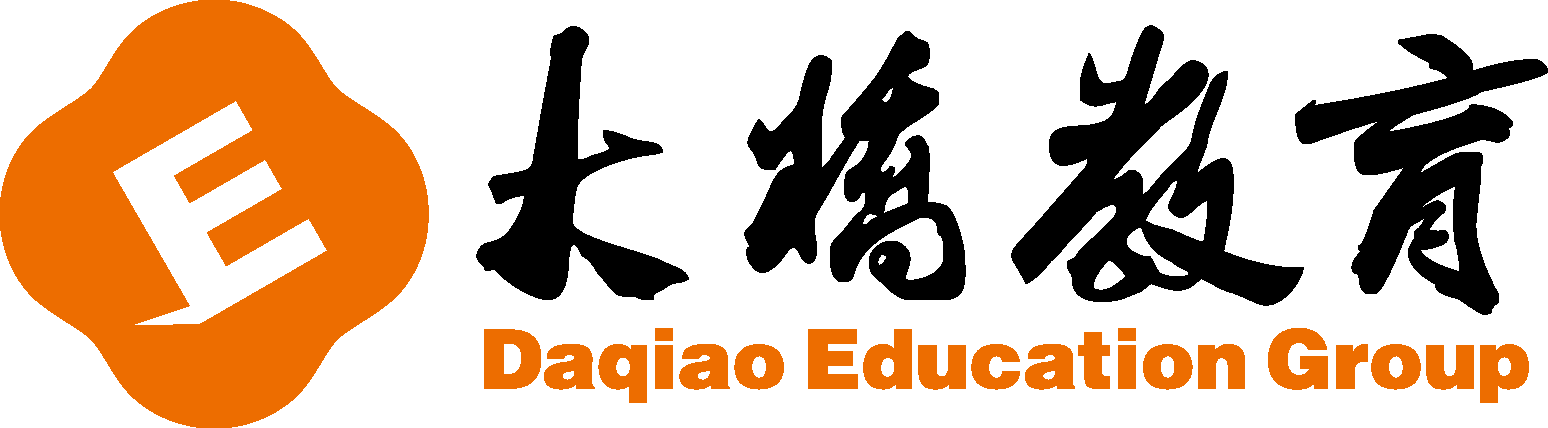 E
大橋教育
Daqiao Education Group